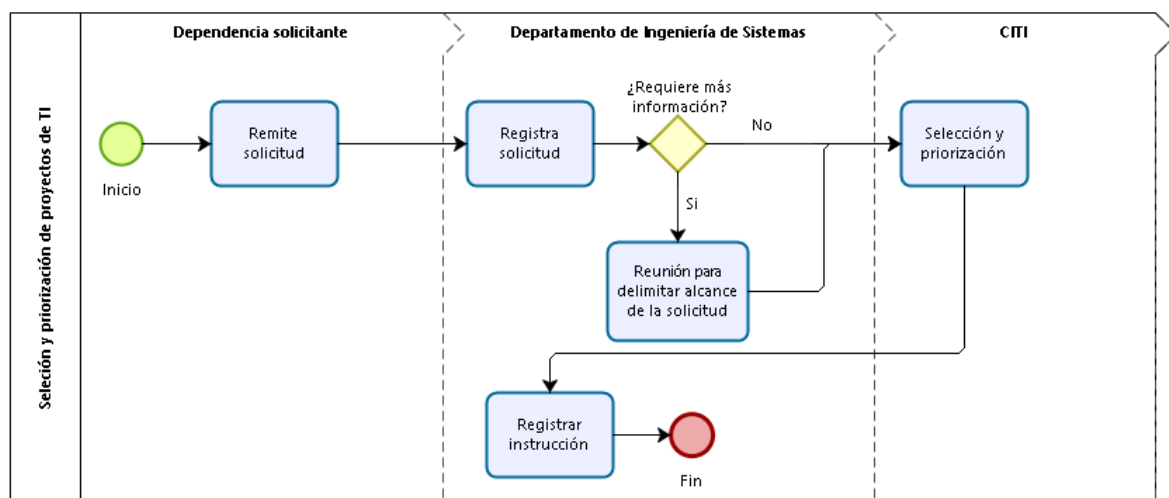 Seleción y priorización de proyectos de TI
Dependencia solicitante
Departamento de Ingeniería de Sistemas
CITI
Inicio
Remite
solicitud
Registra
solicitud
¿Requiere más
información?
No
Si
Reunión para
delimitar alcance
de la solicitud
Selección y
priorización
Registrar
instrucción
Fin